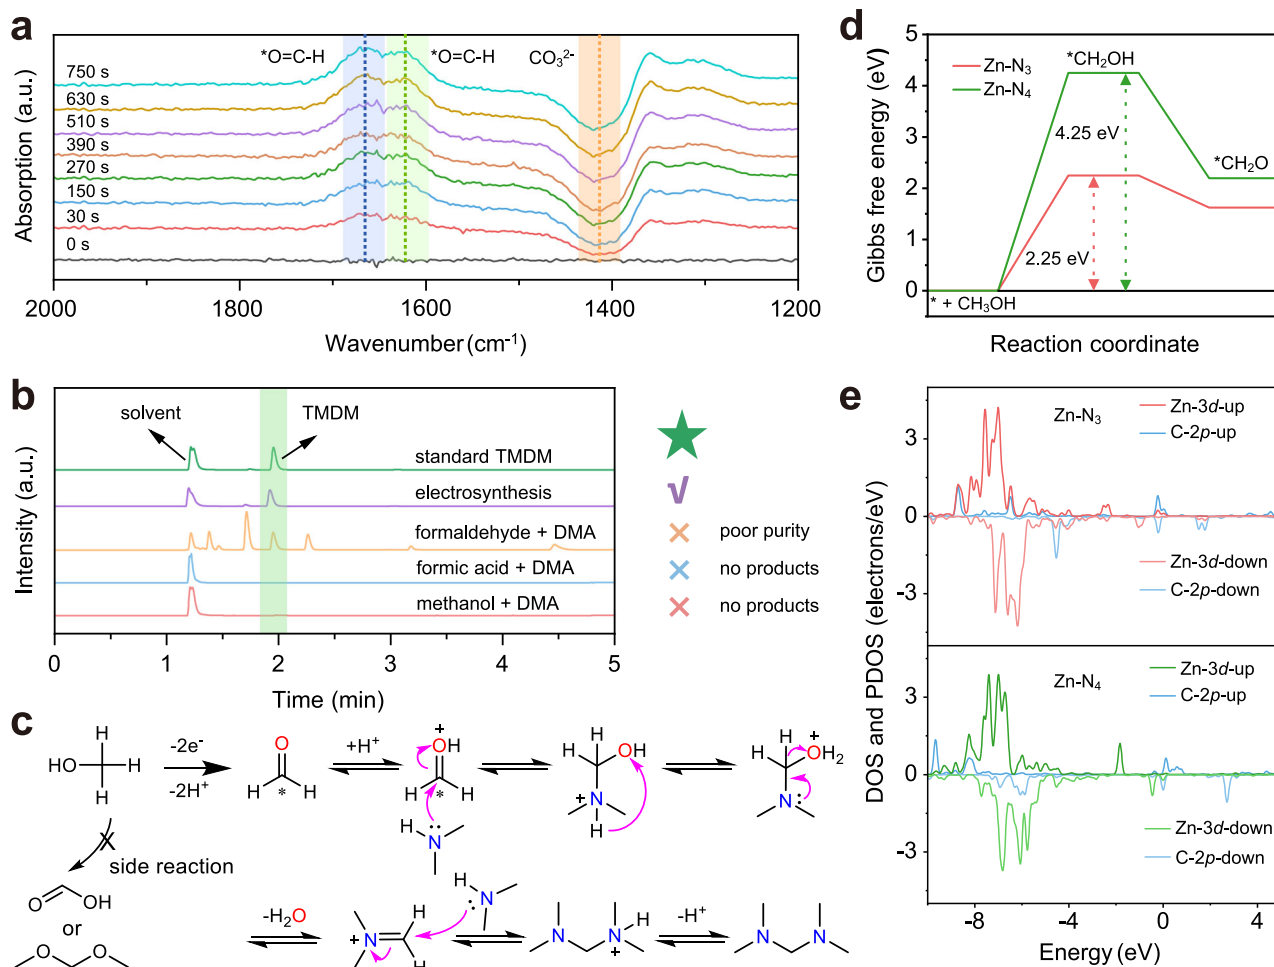 a
*O=C-H
*O=C-H
CO₃²⁻
750 s
630 s
510 s
390 s
270 s
150 s
30 s
0 s
Absorption (a.u.)
2000
1800
1600
1400
1200
Wavenumber (cm⁻¹)
d
5
4
3
2
1
0
Gibbs free energy (eV)
*CH₂OH
Zn-N₃
Zn-N₄
4.25 eV
*CH₂O
2.25 eV
* + CH₃OH
Reaction coordinate
b
solvent
TMDM
standard TMDM
electrosynthesis
√
formaldehyde + DMA
poor purity
formic acid + DMA
no products
methanol + DMA
no products
Intensity (a.u.)
0
1
2
3
4
5
Time (min)
e
Zn-N₃
Zn-3d-up
C-2p-up
3
0
-3
Zn-3d-down
C-2p-down
Zn-N₄
Zn-3d-up
C-2p-up
3
0
-3
Zn-3d-down
C-2p-down
DOS and PDOS (electrons/eV)
-8
-4
0
4
Energy (eV)
c
H
HO
H
H
-2e⁻
-2H⁺
O
H * H
+H⁺
+
OH
H * H
H
N
H
OH
H
+
N
H
+
H
OH₂
H
N
X
side reaction
O
OH
or
O
O
-H₂O
+
N
H
H
H
N
N
H
N
+
-H⁺
N
N